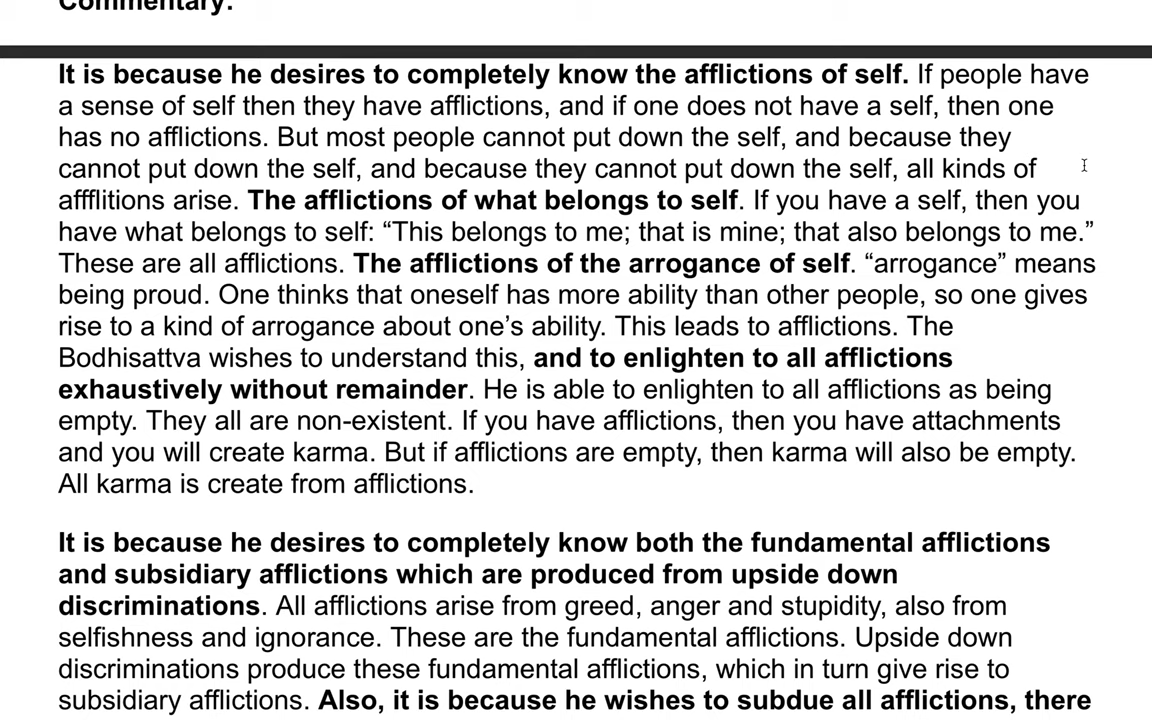 Commentary:
It is because he desires to completely know the afflictions of self. If people have
a sense of self then they have afflictions, and if one does not have a self, then one
has no afflictions. But most people cannot put down the self, and because they
cannot put down the self, and because they cannot put down the self, all kinds of
affflitions arise. The afflictions of what belongs to self. If you have a self, then you
have what belongs to self: “This belongs to me; that is mine; that also belongs to me.”
These are all afflictions. The afflictions of the arrogance of self. “arrogance” means
being proud. One thinks that oneself has more ability than other people, so one gives
rise to a kind of arrogance about one’s ability. This leads to afflictions. The
Bodhisattva wishes to understand this, and to enlighten to all afflictions
exhaustively without remainder. He is able to enlighten to all afflictions as being
empty. They all are non-existent. If you have afflictions, then you have attachments
and you will create karma. But if afflictions are empty, then karma will also be empty.
All karma is create from afflictions.
It is because he desires to completely know both the fundamental afflictions
and subsidiary afflictions which are produced from upside down
discriminations. All afflictions arise from greed, anger and stupidity, also from
selfishness and ignorance. These are the fundamental afflictions. Upside down
discriminations produce these fundamental afflictions, which in turn give rise to
subsidiary afflictions. Also, it is because he wishes to subdue all afflictions, there